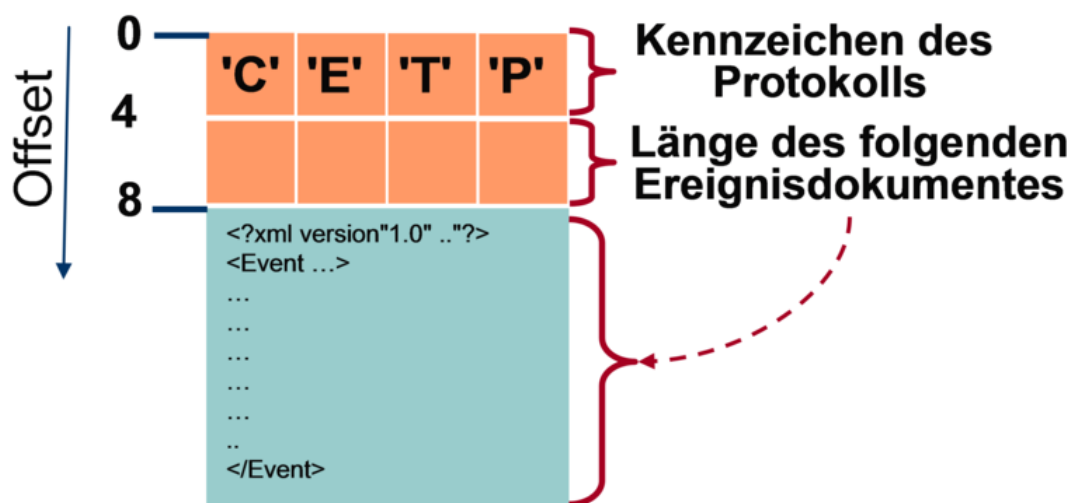 Offset
0
'C' 'E' 'T' 'P'
Kennzeichen des
Protokolls
4
Länge des folgenden
Ereignisdokumentes
8
<?xml version"1.0" .."?>
<Event …>
…
…
…
…
…
..
</Event>